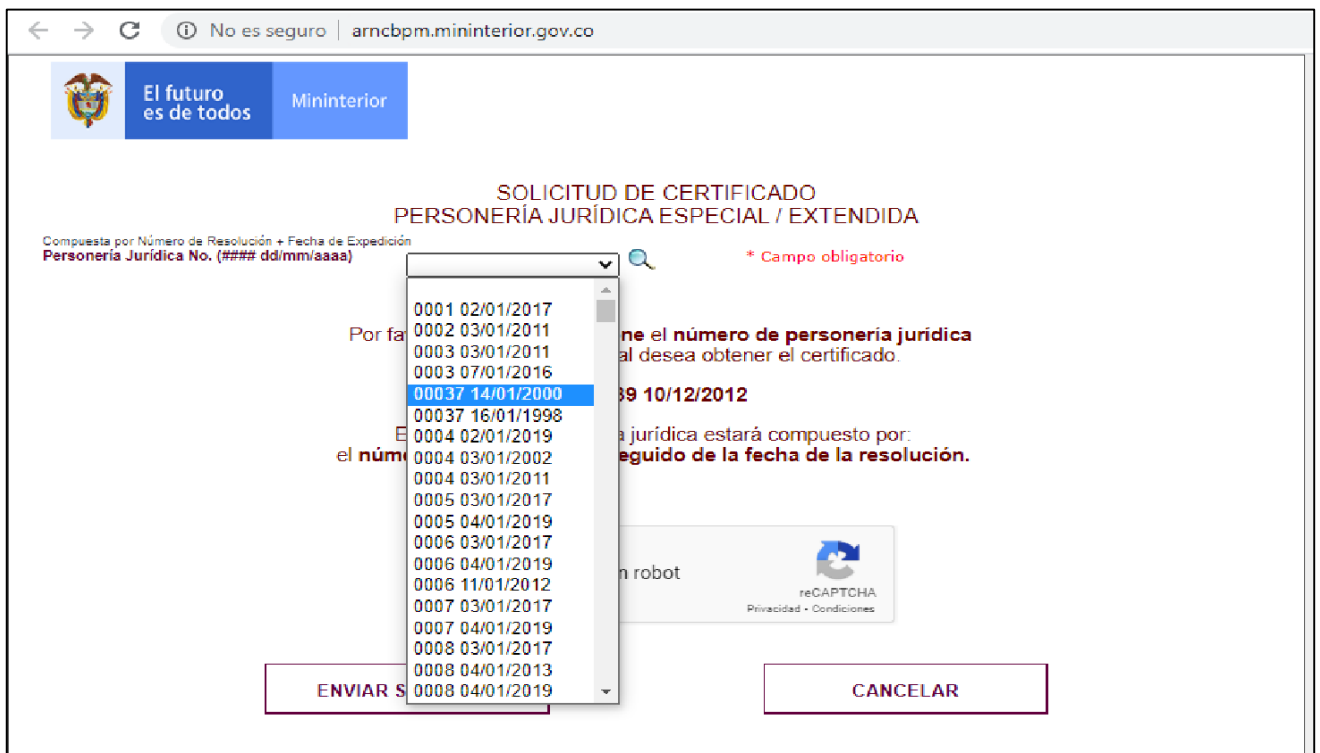 No es seguro | arncbpm.mininterior.gov.co
El futuro
es de todos
Mininterior
SOLICITUD DE CERTIFICADO
PERSONERÍA JURÍDICA ESPECIAL / EXTENDIDA
Compuesta por Número de Resolución + Fecha de Expedición
Personería Jurídica No. (#### dd/mm/aaaa)
* Campo obligatorio
0001 02/01/2017
0002 03/01/2011
0003 03/01/2011
0003 07/01/2016
00037 14/01/2000
00037 16/01/1998
0004 02/01/2019
0004 03/01/2002
0004 03/01/2011
0005 03/01/2017
0005 04/01/2019
0006 03/01/2017
0006 04/01/2019
0006 11/01/2012
0007 03/01/2017
0007 04/01/2019
0008 03/01/2017
0008 04/01/2013
0008 04/01/2019
Por el número de personería jurídica
desea obtener el certificado.
10/12/2012
jurídica estará compuesto por:
el de la fecha de la resolución.
robot
reCAPTCHA
Privacidad - Condiciones
ENVIAR
CANCELAR